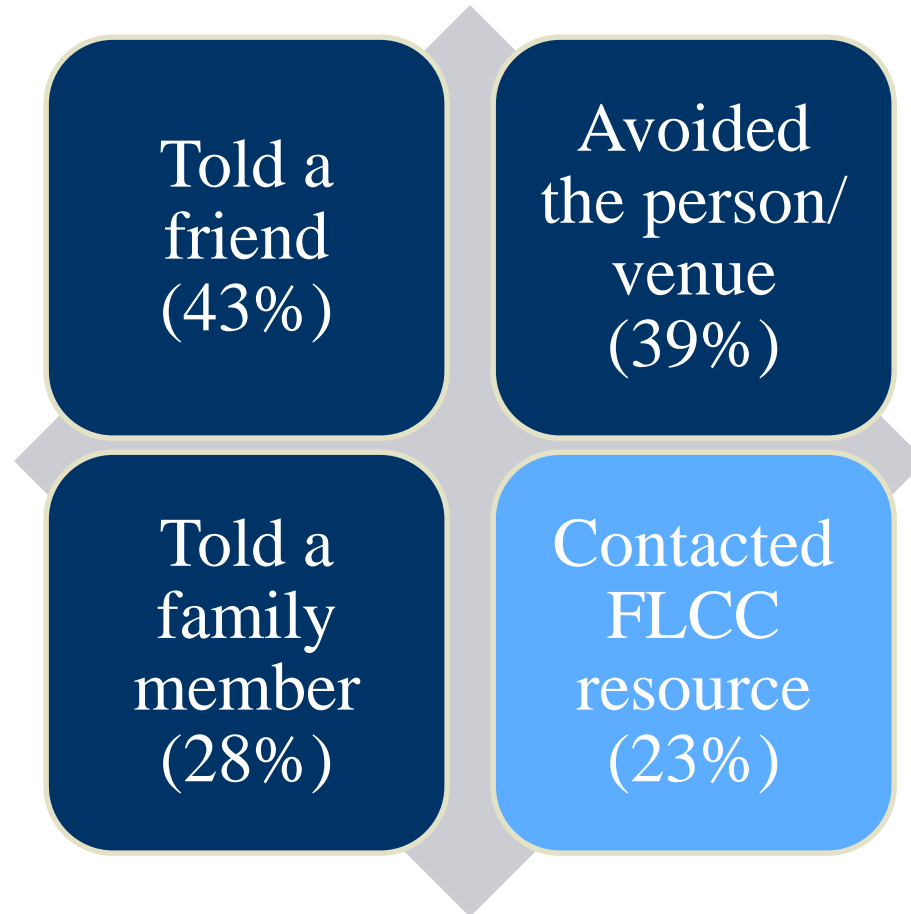 Told a
friend
(43%)
Avoided
the person/
venue
(39%)
Told a
family
member
(28%)
Contacted
FLCC
resource
(23%)